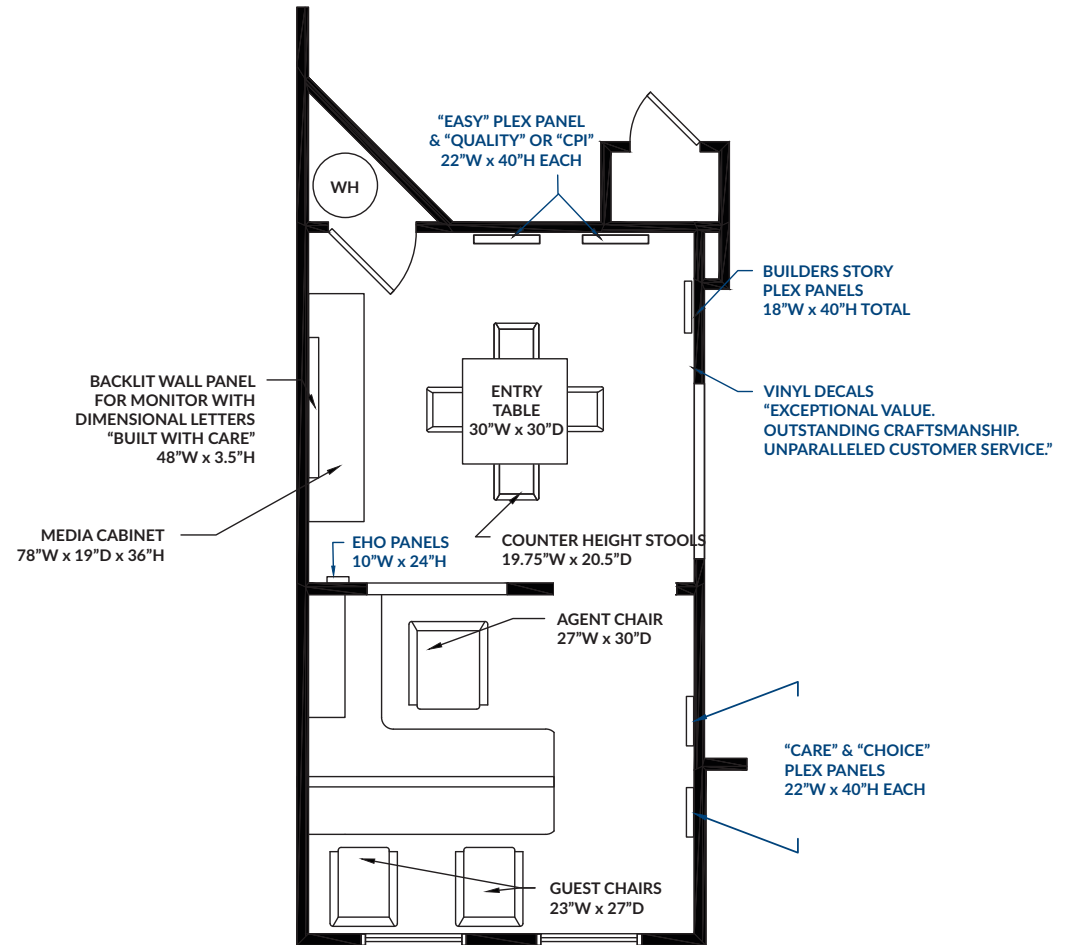 “EASY” PLEX PANEL
& “QUALITY” OR “CPI”
22”W x 40”H EACH
WH
BUILDERS STORY
PLEX PANELS
18”W x 40”H TOTAL
BACKLIT WALL PANEL
FOR MONITOR WITH
DIMENSIONAL LETTERS
“BUILT WITH CARE”
48”W x 3.5”H
ENTRY
TABLE
30”W x 30”D
VINYL DECALS
“EXCEPTIONAL VALUE.
OUTSTANDING CRAFTSMANSHIP.
UNPARALLELED CUSTOMER SERVICE.”
MEDIA CABINET
78”W x 19”D x 36”H
EHO PANELS
10”W x 24”H
COUNTER HEIGHT STOOLS
19.75”W x 20.5”D
AGENT CHAIR
27”W x 30”D
“CARE” & “CHOICE”
PLEX PANELS
22”W x 40”H EACH
GUEST CHAIRS
23”W x 27”D